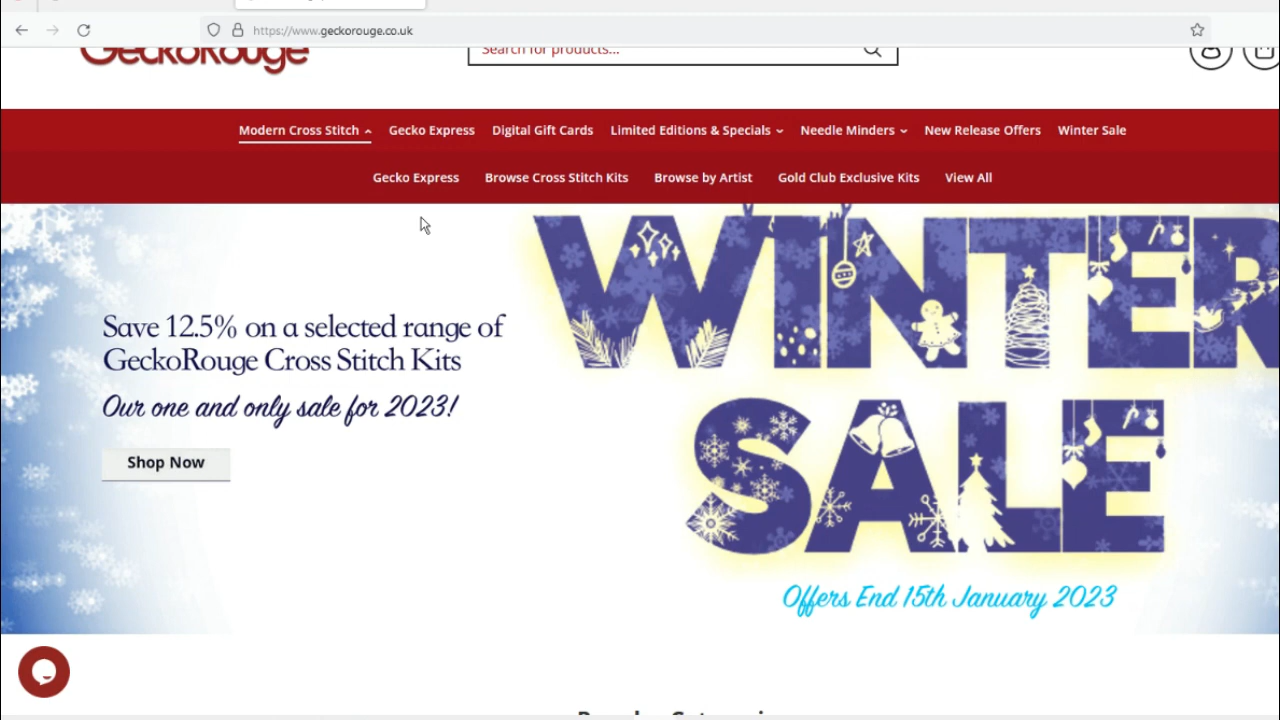 https://www.geckorouge.co.uk
GeckoRouge
Search for products...
Modern Cross Stitch Gecko Express Digital Gift Cards Limited Editions & Specials Needle Minders New Release Offers Winter Sale
Gecko Express Browse Cross Stitch Kits Browse by Artist Gold Club Exclusive Kits View All
WINTER
Save 12.5% on a selected range of
GeckoRouge Cross Stitch Kits
Our one and only sale for 2023!
SALE
Shop Now
Offers End 15th January 2023